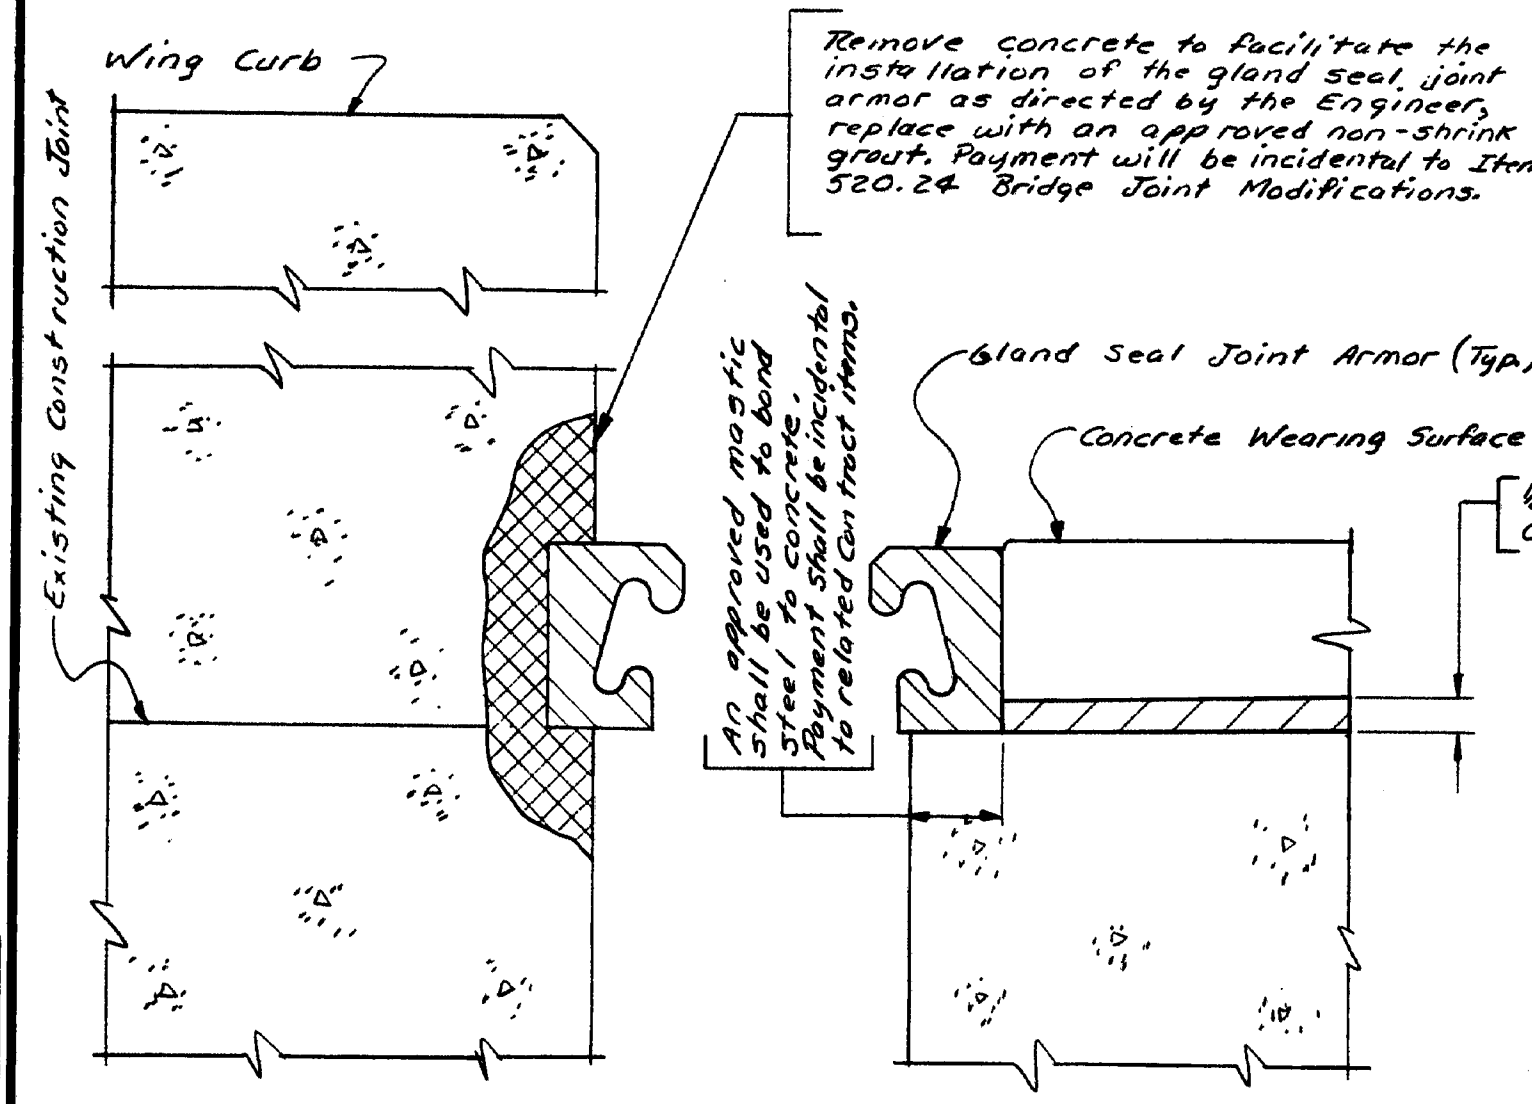 Wing Curb
Existing Construction Joint
Remove concrete to facilitate the
installation of the gland seal joint
armor as directed by the Engineer,
replace with an approved non-shrink
grout. Payment will be incidental to Item
520.24 Bridge Joint Modifications.
An approved mastic
shall be used to bond
steel to concrete.
Payment shall be incidental
to related Contract items.
Gland Seal Joint Armor (Typ.)
Concrete Wearing Surface